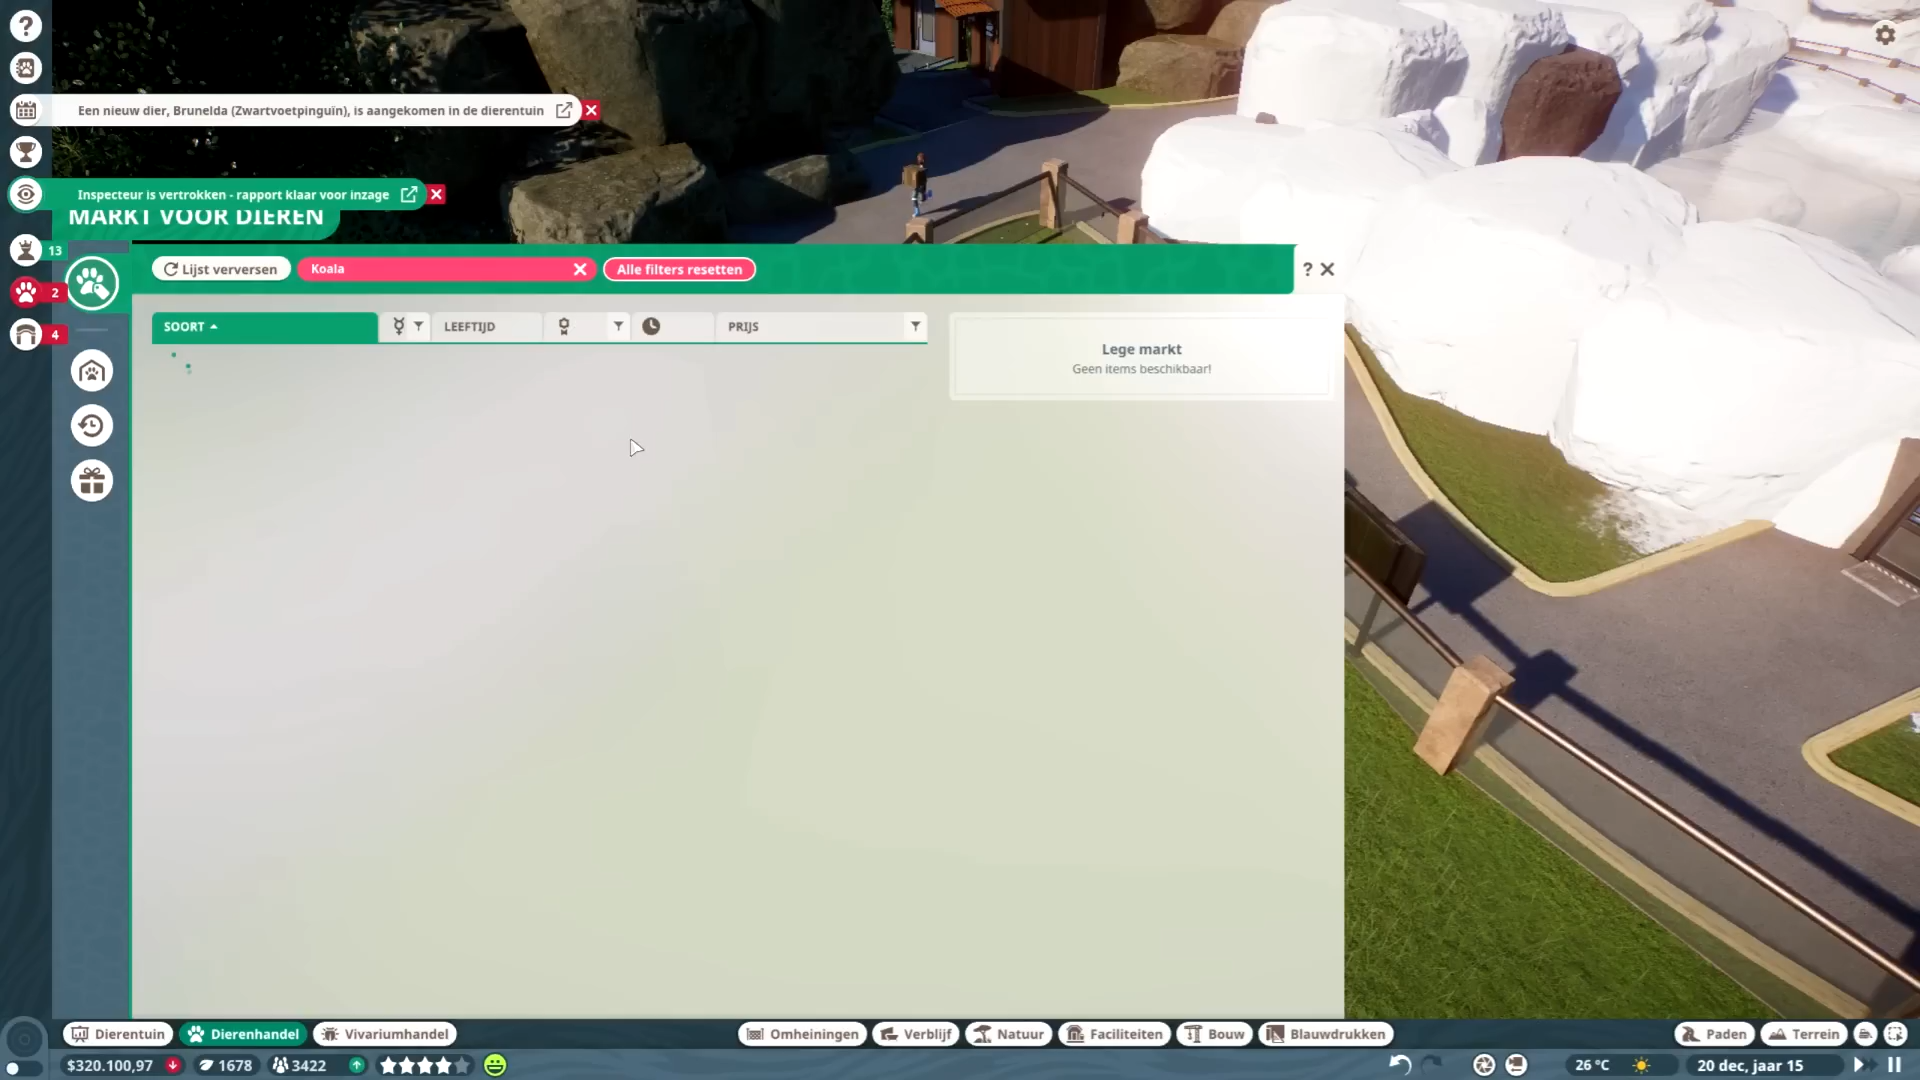 ?
Een nieuw dier, Brunelda (Zwartvoetpinguïn), is aangekomen in de dierentuin
Inspecteur is vertrokken - rapport klaar voor inzage
MARKT VOOR DIEREN
13
2
4
Lijst verversen
Koala
Alle filters resetten
?
SOORT
LEEFTIJD
PRIJS
Lege markt
Geen items beschikbaar!
Dierentuin
Dierenhandel
Vivariumhandel
Omheiningen
Verblijf
Natuur
Faciliteiten
Bouw
Blauwdrukken
Paden
Terrein
$320.100,97
1678
3422
26 °C
20 dec, jaar 15